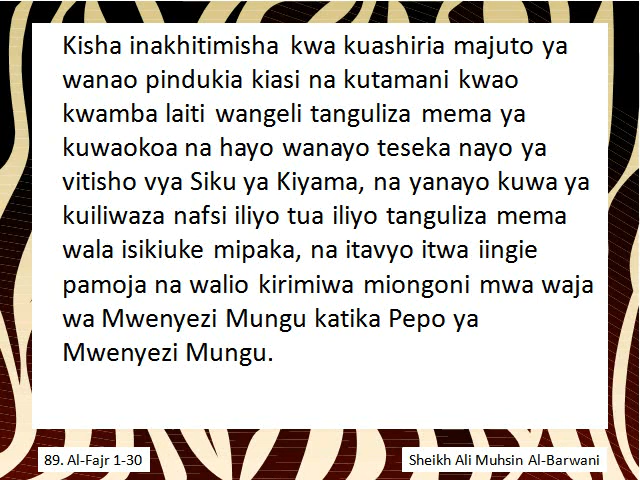 Kisha inakhitimisha kwa kuashiria majuto ya
wanao pindukia kiasi na kutamani kwao
kwamba laiti wangeli tanguliza mema ya
kuwaokoa na hayo wanayo teseka nayo ya
vitisho vya Siku ya Kiyama, na yanayo kuwa ya
kuiliwaza nafsi iliyo tua iliyo tanguliza mema
wala isikiuke mipaka, na itavyo itwa iingie
pamoja na walio kirimiwa miongoni mwa waja
wa Mwenyezi Mungu katika Pepo ya
Mwenyezi Mungu.
89. Al-Fajr 1-30
Sheikh Ali Muhsin Al-Barwani